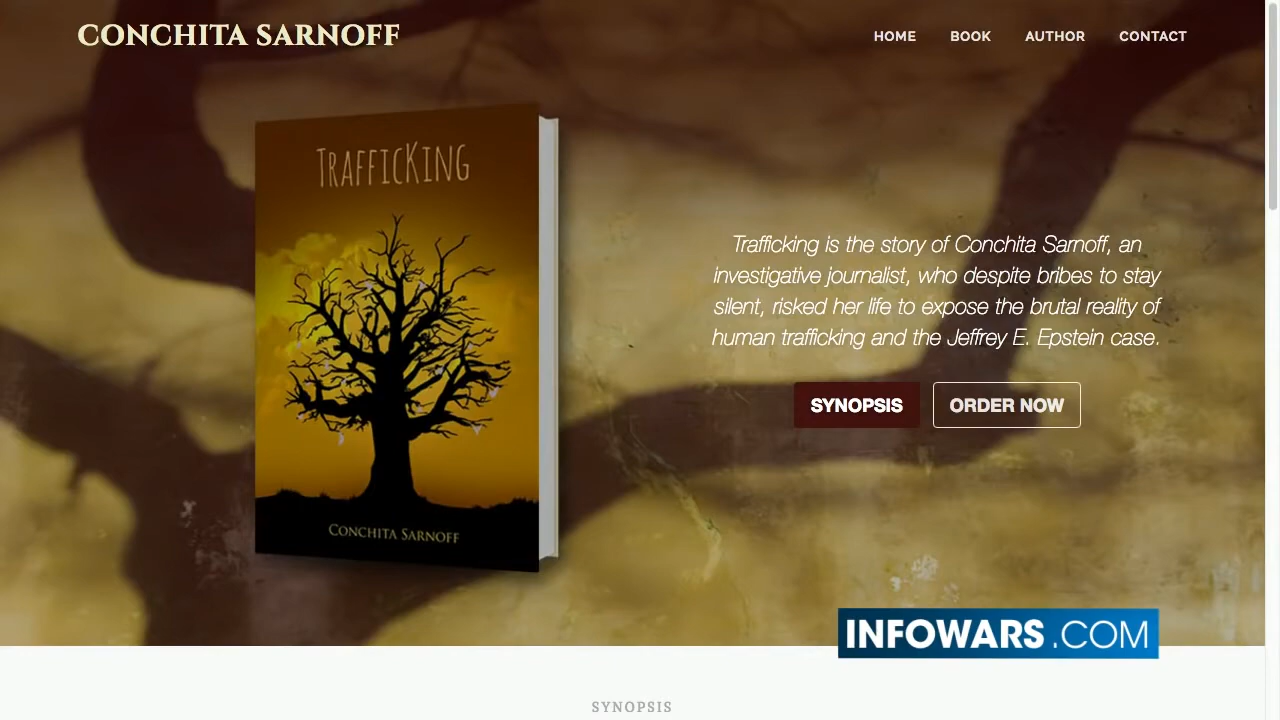 CONCHITA SARNOFF
HOME BOOK AUTHOR CONTACT
TRAFFICKING
Trafficking is the story of Conchita Sarnoff, an
investigative journalist, who despite bribes to stay
silent, risked her life to expose the brutal reality of
human trafficking and the Jeffrey E. Epstein case.
SYNOPSIS ORDER NOW
CONCHITA SARNOFF
INFOWARS.COM
SYNOPSIS